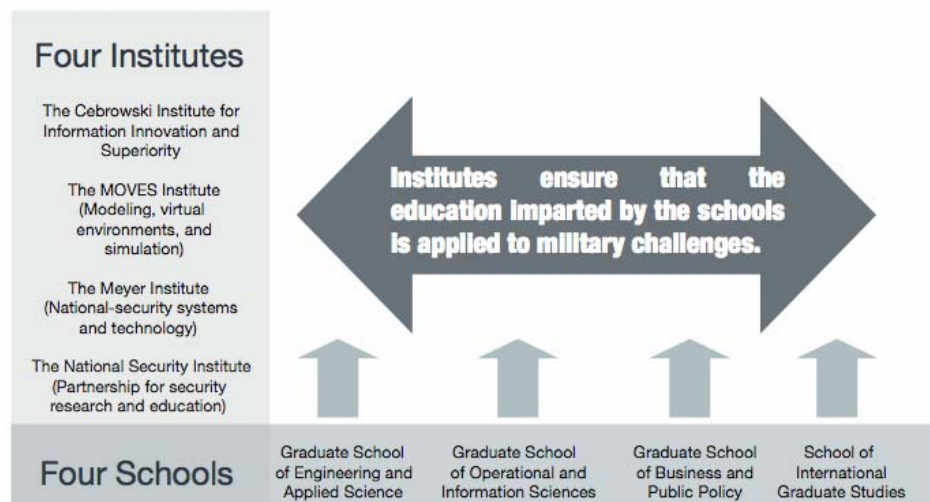 Four Institutes
The Cebrowski Institute for
Information Innovation and
Superiority
The MOVES Institute
(Modeling, virtual
environments, and
simulation)
The Meyer Institute
(National-security systems
and technology)
The National Security Institute
(Partnership for security
research and education)
Institutes ensure that the
education imparted by the schools
is applied to military challenges.
Four Schools
Graduate School
of Engineering and
Applied Science
Graduate School
of Operational and
Information Sciences
Graduate School
of Business and
Public Policy
School of
International
Graduate Studies